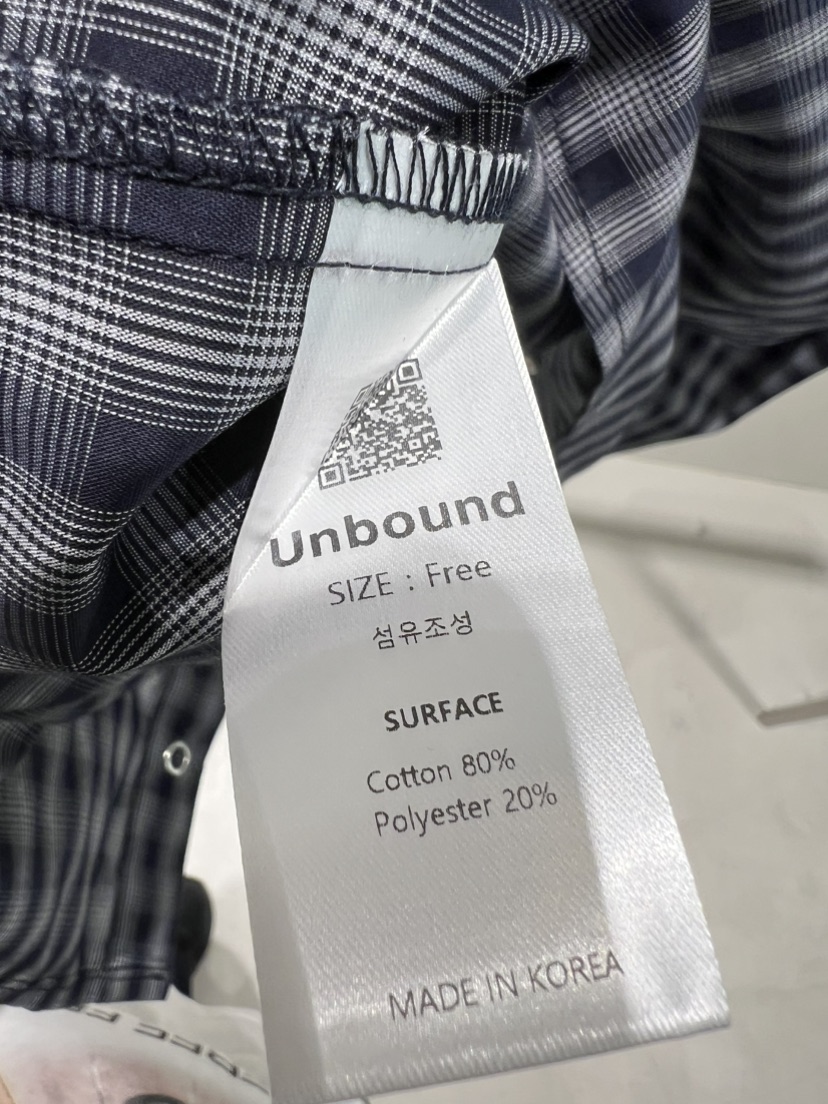 Unbound
SIZE : Free
섬유조성
SURFACE
Cotton 80%
Polyester 20%
MADE IN KOREA